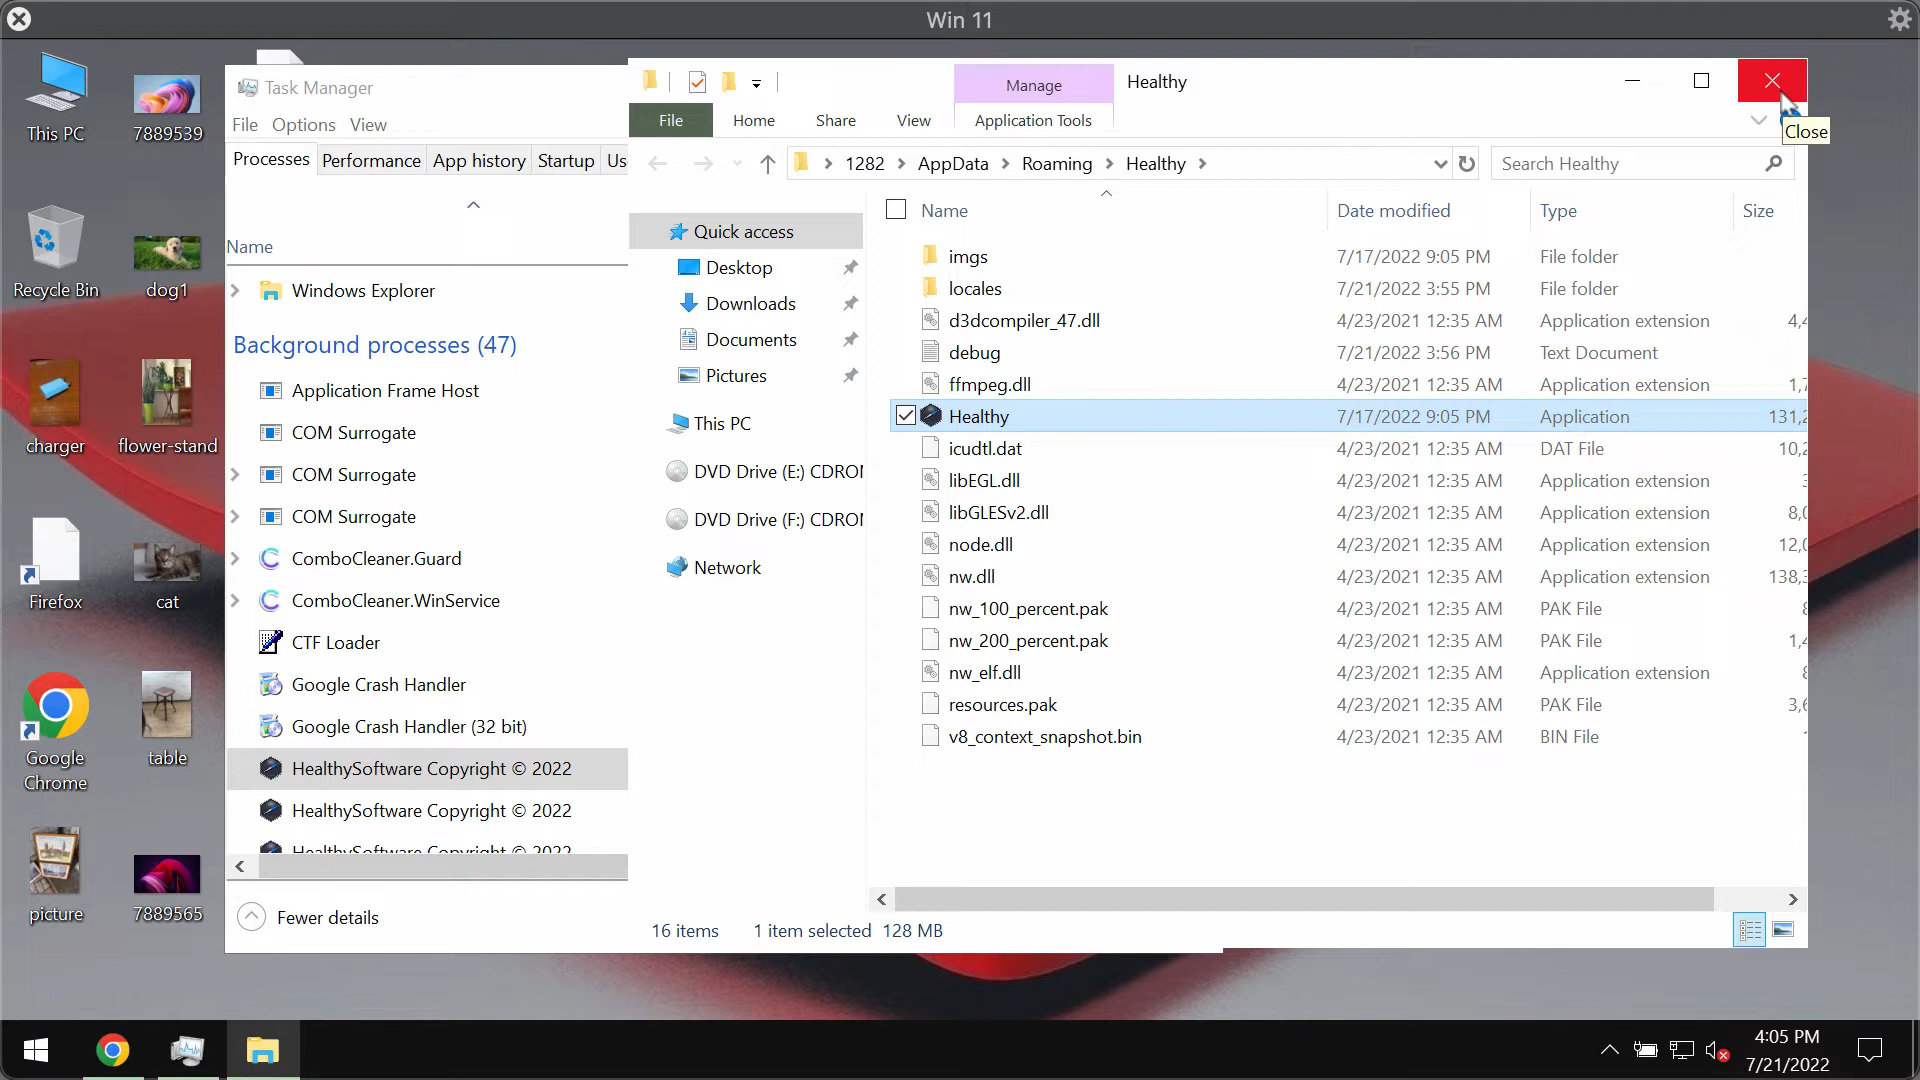 Win 11
This PC
7889539
Recycle Bin
dog1
charger
flower-stand
Firefox
cat
Google
Chrome
table
picture
7889565
Task Manager
File Options View
Processes Performance App history Startup Us
Name
Windows Explorer
Background processes (47)
Application Frame Host
COM Surrogate
COM Surrogate
COM Surrogate
ComboCleaner.Guard
ComboCleaner.WinService
CTF Loader
Google Crash Handler
Google Crash Handler (32 bit)
HealthySoftware Copyright © 2022
HealthySoftware Copyright © 2022
HealthySoftware Copyright © 2022
Fewer details
Manage Healthy
File Home Share View Application Tools
Close
1282 AppData Roaming Healthy
Search Healthy
Quick access
Desktop
Downloads
Documents
Pictures
This PC
DVD Drive (E:) CDROM
DVD Drive (F:) CDROM
Network
Name Date modified Type Size
imgs 7/17/2022 9:05 PM File folder
locales 7/21/2022 3:55 PM File folder
d3dcompiler_47.dll 4/23/2021 12:35 AM Application extension 4,4
debug 7/21/2022 3:56 PM Text Document
ffmpeg.dll 4/23/2021 12:35 AM Application extension 1,7
Healthy 7/17/2022 9:05 PM Application 131,2
icudtl.dat 4/23/2021 12:35 AM DAT File 10,2
libEGL.dll 4/23/2021 12:35 AM Application extension 3
libGLESv2.dll 4/23/2021 12:35 AM Application extension 8,0
node.dll 4/23/2021 12:35 AM Application extension 12,0
nw.dll 4/23/2021 12:35 AM Application extension 138,3
nw_100_percent.pak 4/23/2021 12:35 AM PAK File 8
nw_200_percent.pak 4/23/2021 12:35 AM PAK File 1,4
nw_elf.dll 4/23/2021 12:35 AM Application extension 8
resources.pak 4/23/2021 12:35 AM PAK File 3,6
v8_context_snapshot.bin 4/23/2021 12:35 AM BIN File
16 items 1 item selected 128 MB
4:05 PM
7/21/2022